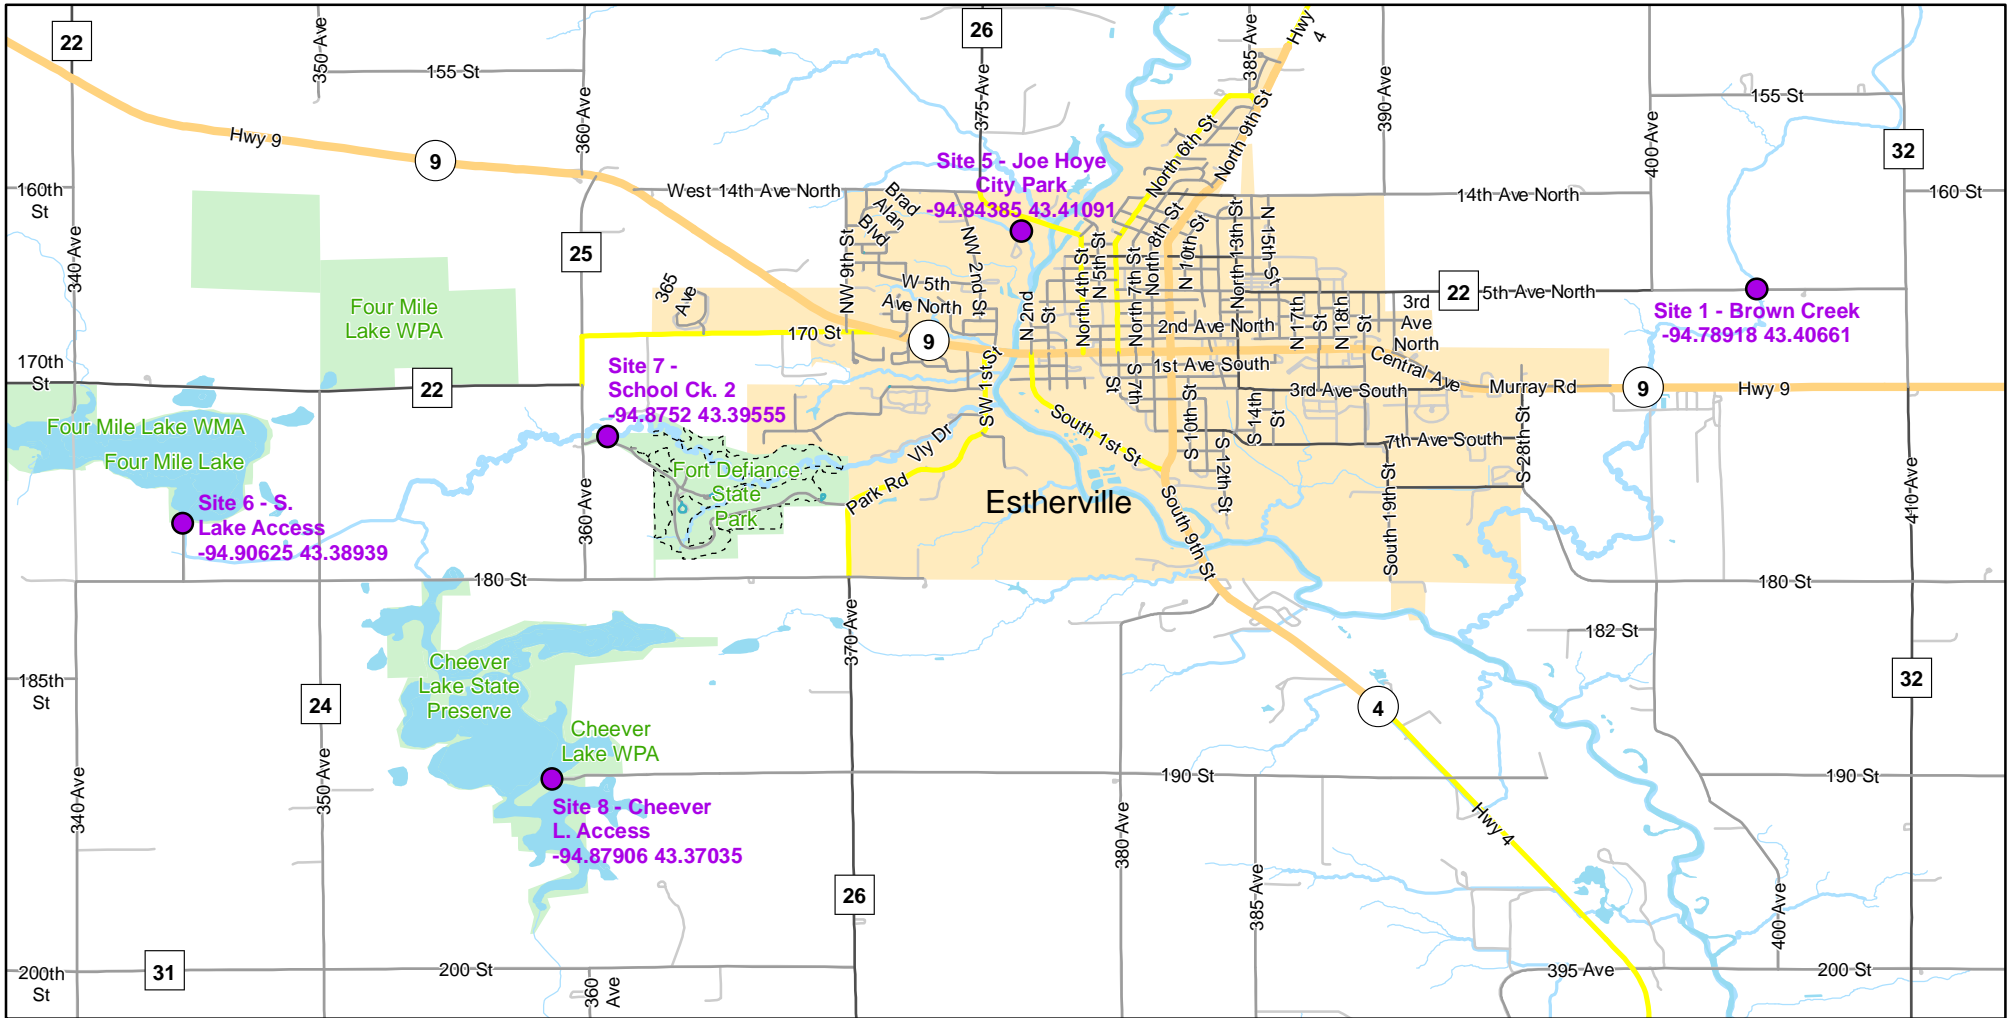 22
350 Ave
155 St
360 Ave
26
375 Ave
385 Ave
Hwy
4
390 Ave
400 Ave
155 St
32
Hwy 9
9
160th
St
340 Ave
25
West 14th Ave North
Brad
Alan
Blvd
Site 5 - Joe Hoye
City Park
-94.84385 43.41091
North 6th St
North 9th St
14th Ave North
160 St
North 8th St
N 10th St
North 13th St
N 15th St
NW 9th St
NW 2nd St
W 5th
Ave North
365
Ave
N 2nd
St
North 4th St
N 5th St
North 7th St
22
5th Ave North
Site 1 - Brown Creek
-94.78918 43.40661
Four Mile
Lake WPA
170 St
9
2nd Ave North
N 17th
St
N 18th
St
3rd
Ave
North
170th
St
22
Site 7 -
School Ck. 2
-94.8752 43.39555
SW 1st St
1st Ave South
Central Ave
3rd Ave South
Murray Rd
9
Hwy 9
St
S 7th
S 10th St
S 14th
St
Four Mile Lake WMA
Four Mile Lake
Vly Dr
South 1st St
7th Ave South
S 28th St
S 12th St
Fort Defiance
State
Park
Park Rd
Estherville
Site 6 - S.
Lake Access
-94.90625 43.38939
360 Ave
South 9th St
South 19th St
410 Ave
180 St
180 St
370 Ave
182 St
185th
St
Cheever
Lake State
Preserve
24
4
32
Cheever
Lake WPA
350 Ave
340 Ave
190 St
190 St
Site 8 - Cheever
L. Access
-94.87906 43.37035
380 Ave
Hwy 4
26
385 Ave
400 Ave
200th
St
31
200 St
360
Ave
395 Ave
200 St